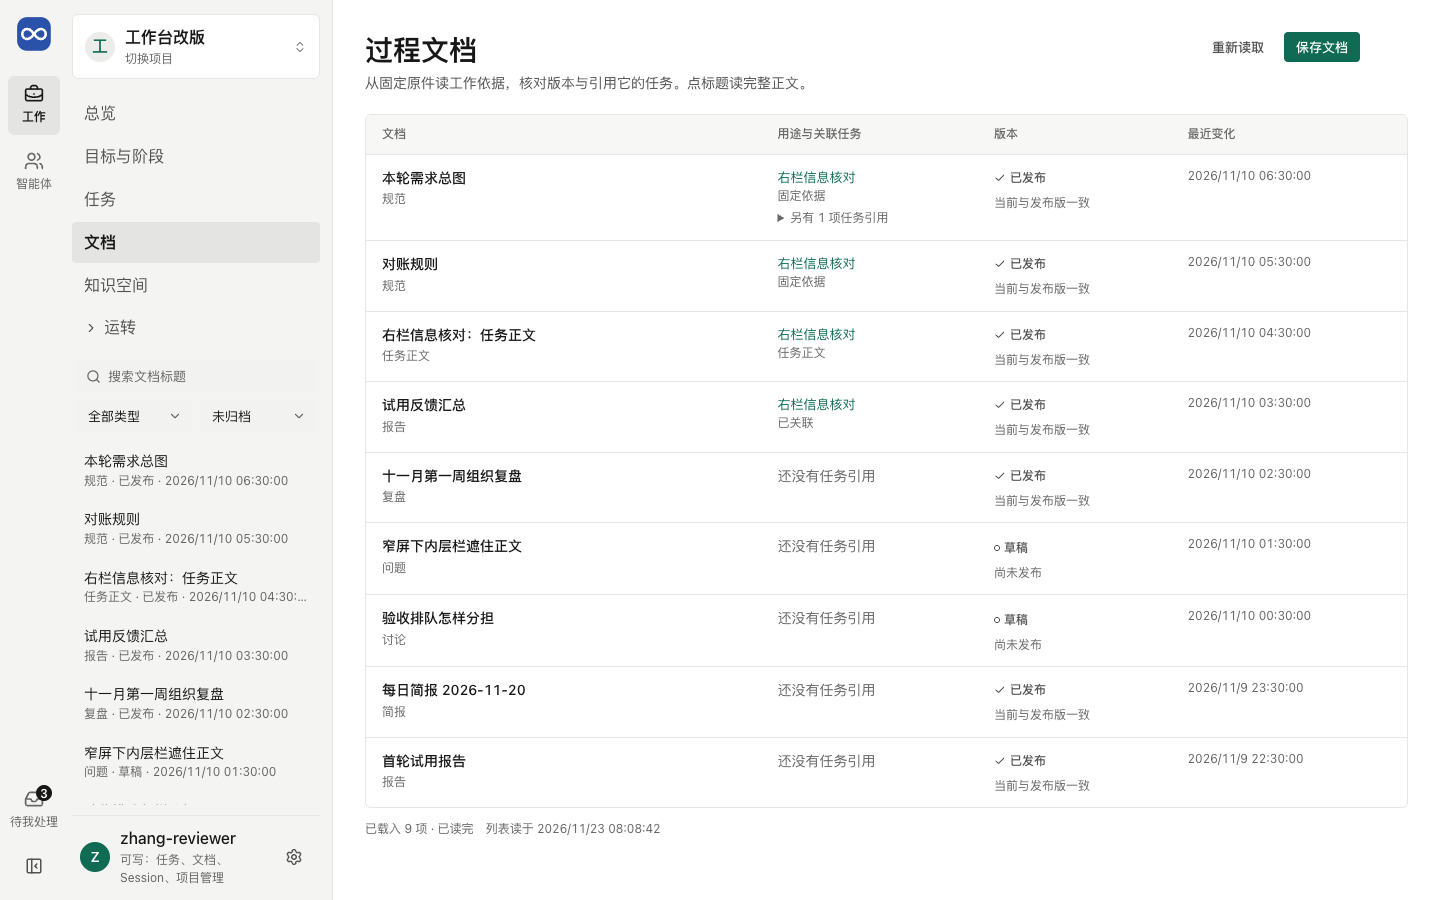 工作
智能体
3
待我处理
工
工作台改版
切换项目
总览
目标与阶段
任务
文档
知识空间
运转
搜索文档标题
全部类型
未归档
本轮需求总图
规范 · 已发布 · 2026/11/10 06:30:00
对账规则
规范 · 已发布 · 2026/11/10 05:30:00
右栏信息核对：任务正文
任务正文 · 已发布 · 2026/11/10 04:30:...
试用反馈汇总
报告 · 已发布 · 2026/11/10 03:30:00
十一月第一周组织复盘
复盘 · 已发布 · 2026/11/10 02:30:00
窄屏下内层栏遮住正文
问题 · 草稿 · 2026/11/10 01:30:00
Z
zhang-reviewer
可写：任务、文档、
Session、项目管理
过程文档
从固定原件读工作依据，核对版本与引用它的任务。点标题读完整正文。
重新读取
保存文档
文档 用途与关联任务 版本 最近变化
本轮需求总图 右栏信息核对 已发布 2026/11/10 06:30:00
规范 固定依据 当前与发布版一致
另有 1 项任务引用
对账规则 右栏信息核对 已发布 2026/11/10 05:30:00
规范 固定依据 当前与发布版一致
右栏信息核对：任务正文 右栏信息核对 已发布 2026/11/10 04:30:00
任务正文 任务正文 当前与发布版一致
试用反馈汇总 右栏信息核对 已发布 2026/11/10 03:30:00
报告 已关联 当前与发布版一致
十一月第一周组织复盘 还没有任务引用 已发布 2026/11/10 02:30:00
复盘 当前与发布版一致
窄屏下内层栏遮住正文 还没有任务引用 草稿 2026/11/10 01:30:00
问题 尚未发布
验收排队怎样分担 还没有任务引用 草稿 2026/11/10 00:30:00
讨论 尚未发布
每日简报 2026-11-20 还没有任务引用 已发布 2026/11/9 23:30:00
简报 当前与发布版一致
首轮试用报告 还没有任务引用 已发布 2026/11/9 22:30:00
报告 当前与发布版一致
已载入 9 项 · 已读完 列表读于 2026/11/23 08:08:42